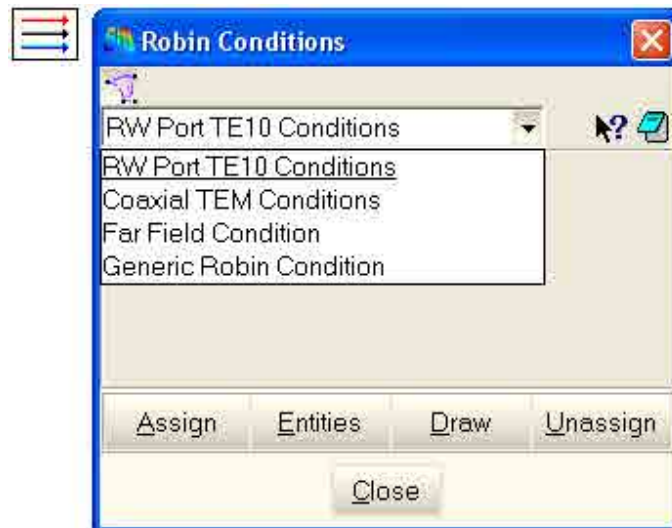 Robin Conditions
RW Port TE10 Conditions
RW Port TE10 Conditions
Coaxial TEM Conditions
Far Field Condition
Generic Robin Condition
Assign Entities Draw Unassign
Close